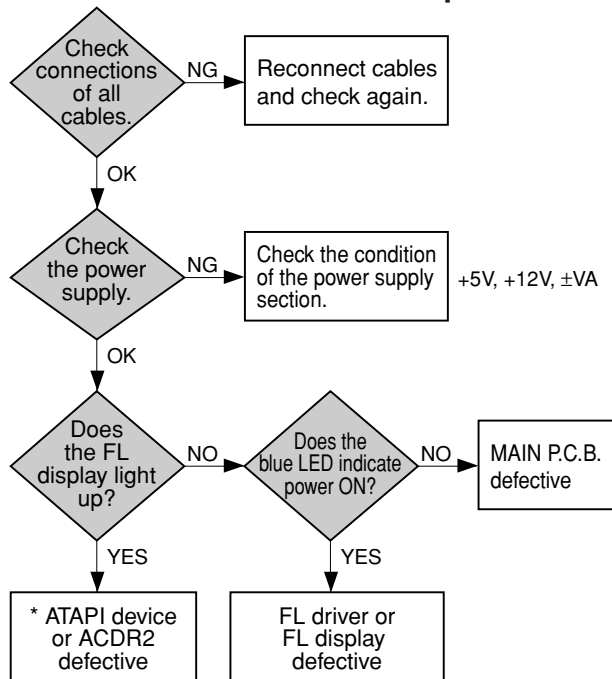 Check
connections
of all
cables.
NG
Reconnect cables
and check again.
OK
Check
the power
supply.
NG
Check the condition
of the power supply
section.
+5V, +12V, ±VA
OK
Does
the FL
display light
up?
NO
Does the
blue LED indicate
power ON?
NO
MAIN P.C.B.
defective
YES
YES
* ATAPI device
or ACDR2
defective
FL driver or
FL display
defective